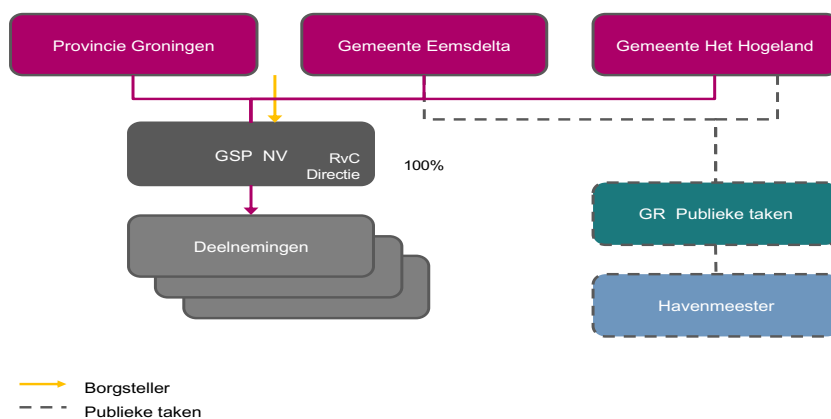 Provincie Groningen
Gemeente Eemsdelta
Gemeente Het Hogeland
GSP NV
RvC
Directie
100%
GR Publieke taken
Deelnemingen
Havenmeester
Borgsteller
Publieke taken